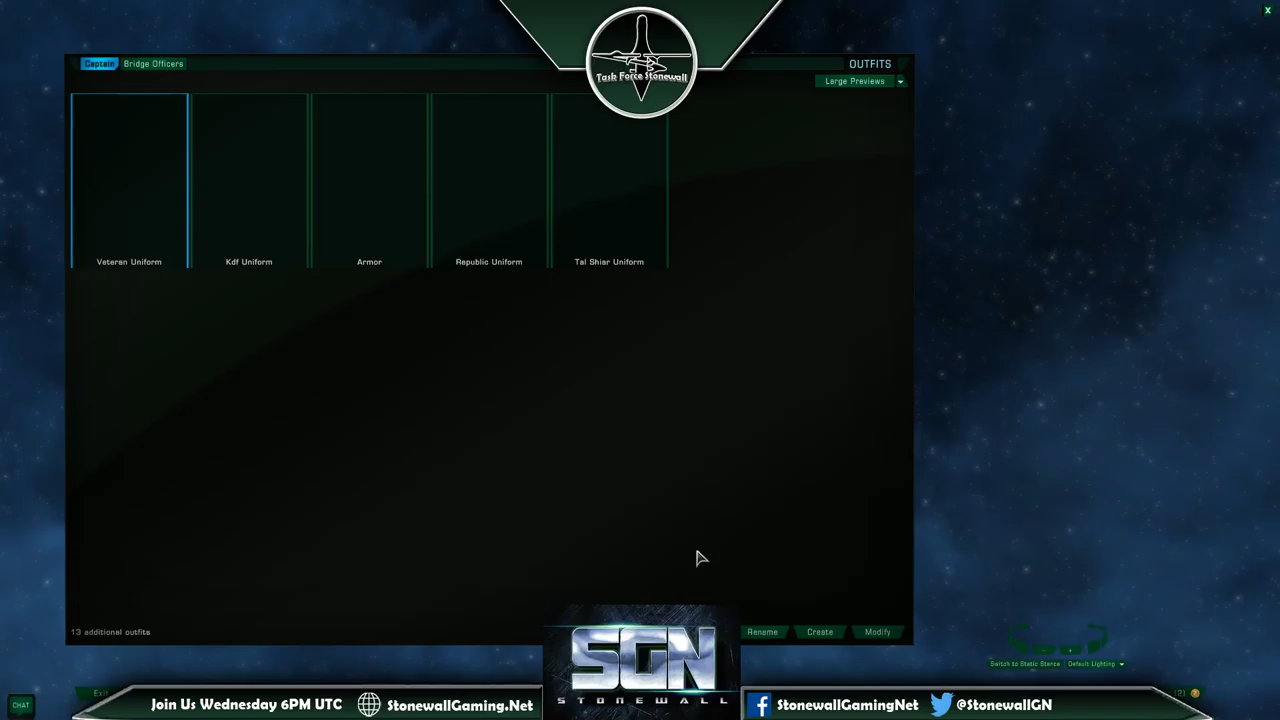 x
Captain Bridge Officers OUTFITS
Task Force Stonewall
Large Previews
Veteran Uniform Kdf Uniform Armor Republic Uniform Tal Shiar Uniform
13 additional outfits Rename Create Modify
SGN
STONEWALL
Switch to Static Stance Default Lighting
Exit
CHAT Join Us Wednesday 6PM UTC StonewallGaming.Net StonewallGamingNet @StonewallGN